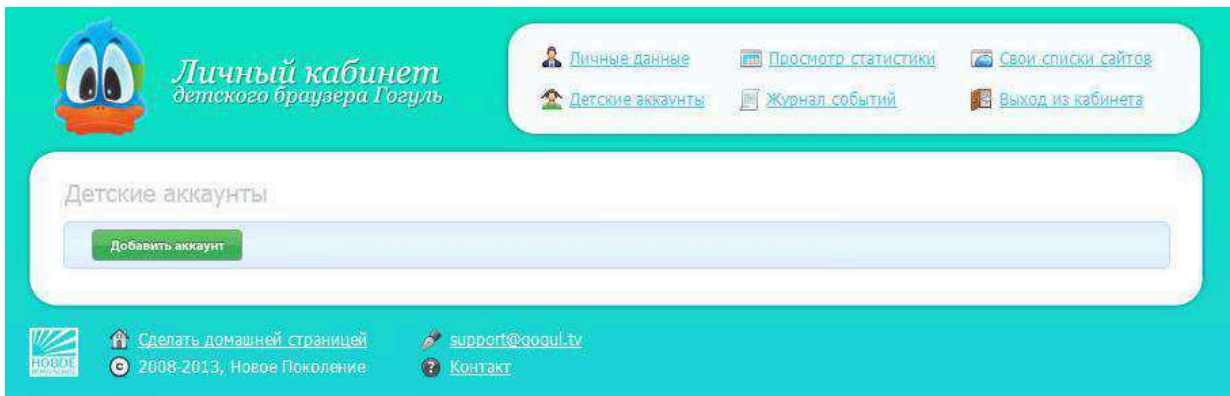 Личный кабинет
детского браузера Гогуль
Личные данные
Просмотр статистики
Свои списки сайтов
Детские аккаунты
Журнал событий
Выход из кабинета
Детские аккаунты
Добавить аккаунт
НОВОЕ
Сделать домашней страницей
support@gogul.tv
© 2008-2013, Новое Поколение
Контакт